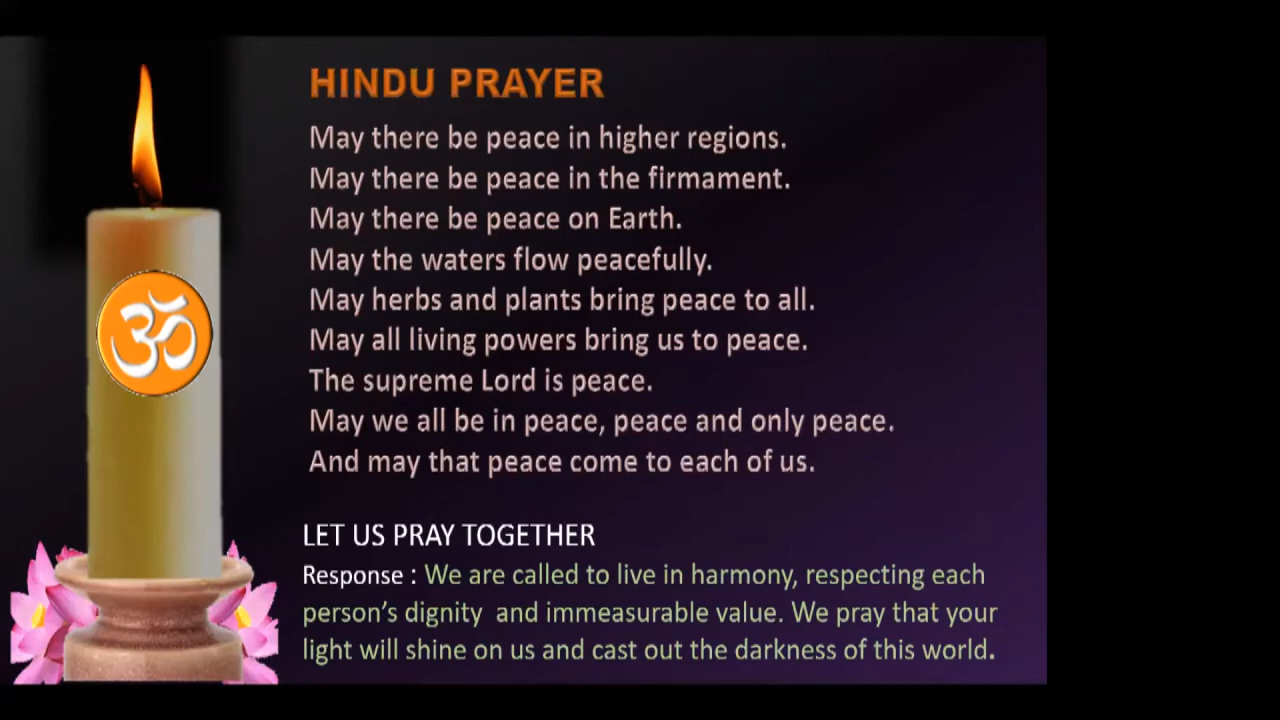 HINDU PRAYER
May there be peace in higher regions.
May there be peace in the firmament.
May there be peace on Earth.
May the waters flow peacefully.
May herbs and plants bring peace to all.
May all living powers bring us to peace.
The supreme Lord is peace.
May we all be in peace, peace and only peace.
And may that peace come to each of us.
ॐ
LET US PRAY TOGETHER
Response : We are called to live in harmony, respecting each
person's dignity  and immeasurable value. We pray that your
light will shine on us and cast out the darkness of this world.